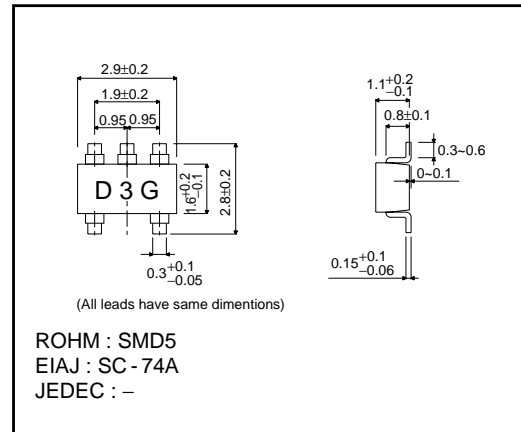 2.9±0.2
1.9±0.2
0.95 0.95
D 3 G
1.6+0.2 −0.1
2.8±0.2
0.3+0.1 −0.05
1.1+0.2 −0.1
0.8±0.1
0.3~0.6
0~0.1
0.15+0.1 −0.06
(All leads have same dimentions)
ROHM : SMD5
EIAJ : SC - 74A
JEDEC : −